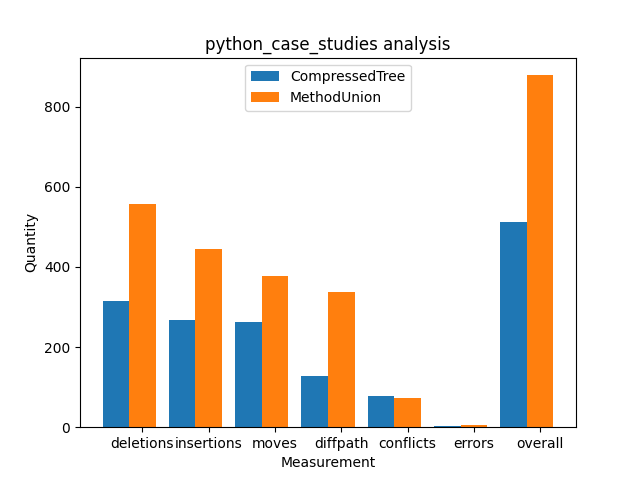 python_case_studies analysis
CompressedTree
MethodUnion
800
600
400
200
0
Quantity
deletions insertions moves diffpath conflicts errors overall
Measurement